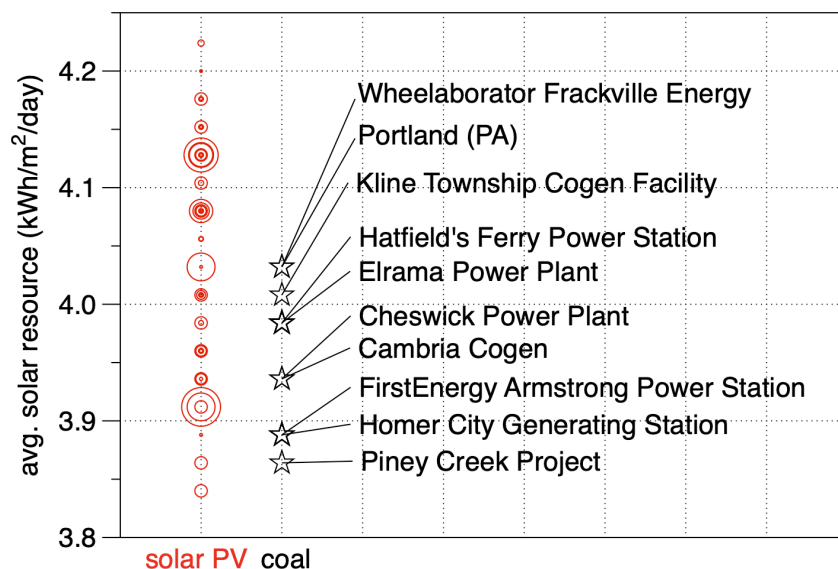 avg. solar resource (kWh/m²/day)
4.2
4.1
4.0
3.9
3.8
Wheelaborator Frackville Energy
Portland (PA)
Kline Township Cogen Facility
Hatfield's Ferry Power Station
Elrama Power Plant
Cheswick Power Plant
Cambria Cogen
FirstEnergy Armstrong Power Station
Homer City Generating Station
Piney Creek Project
solar PV coal